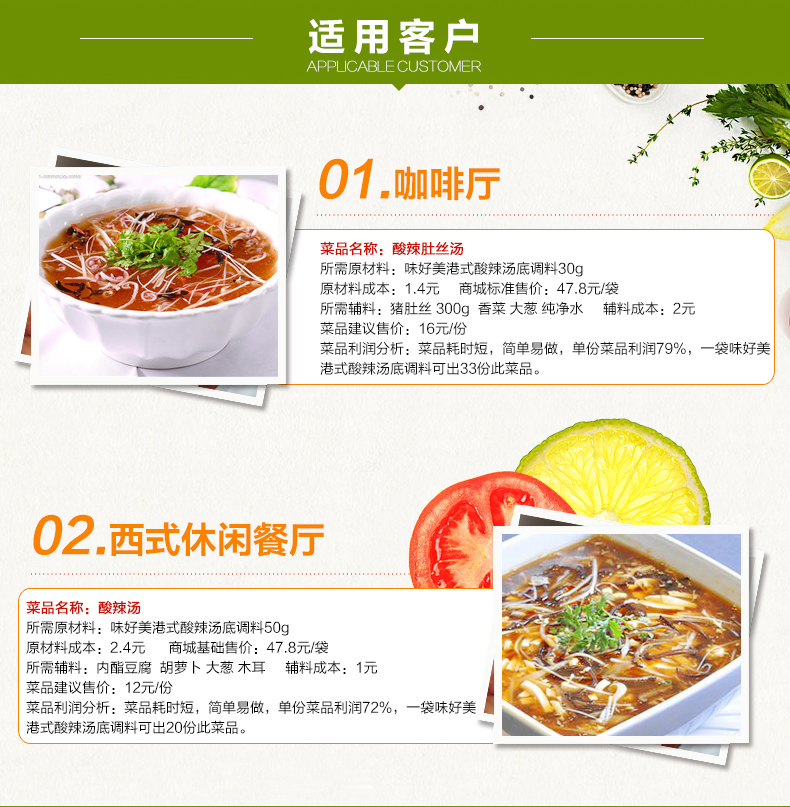 适用客户
APPLICABLE CUSTOMER
01.咖啡厅
菜品名称：酸辣肚丝汤
所需原材料：味好美港式酸辣汤底调料30g
原材料成本：1.4元 商城标准售价：47.8元/袋
所需辅料：猪肚丝 300g 香菜 大葱 纯净水 辅料成本：2元
菜品建议售价：16元/份
菜品利润分析：菜品耗时短，简单易做，单份菜品利润79%，一袋味好美
港式酸辣汤底调料可出33份此菜品。
02.西式休闲餐厅
菜品名称：酸辣汤
所需原材料：味好美港式酸辣汤底调料50g
原材料成本：2.4元 商城基础售价：47.8元/袋
所需辅料：内酯豆腐 胡萝卜 大葱 木耳 辅料成本：1元
菜品建议售价：12元/份
菜品利润分析：菜品耗时短，简单易做，单份菜品利润72%，一袋味好美
港式酸辣汤底调料可出20份此菜品。